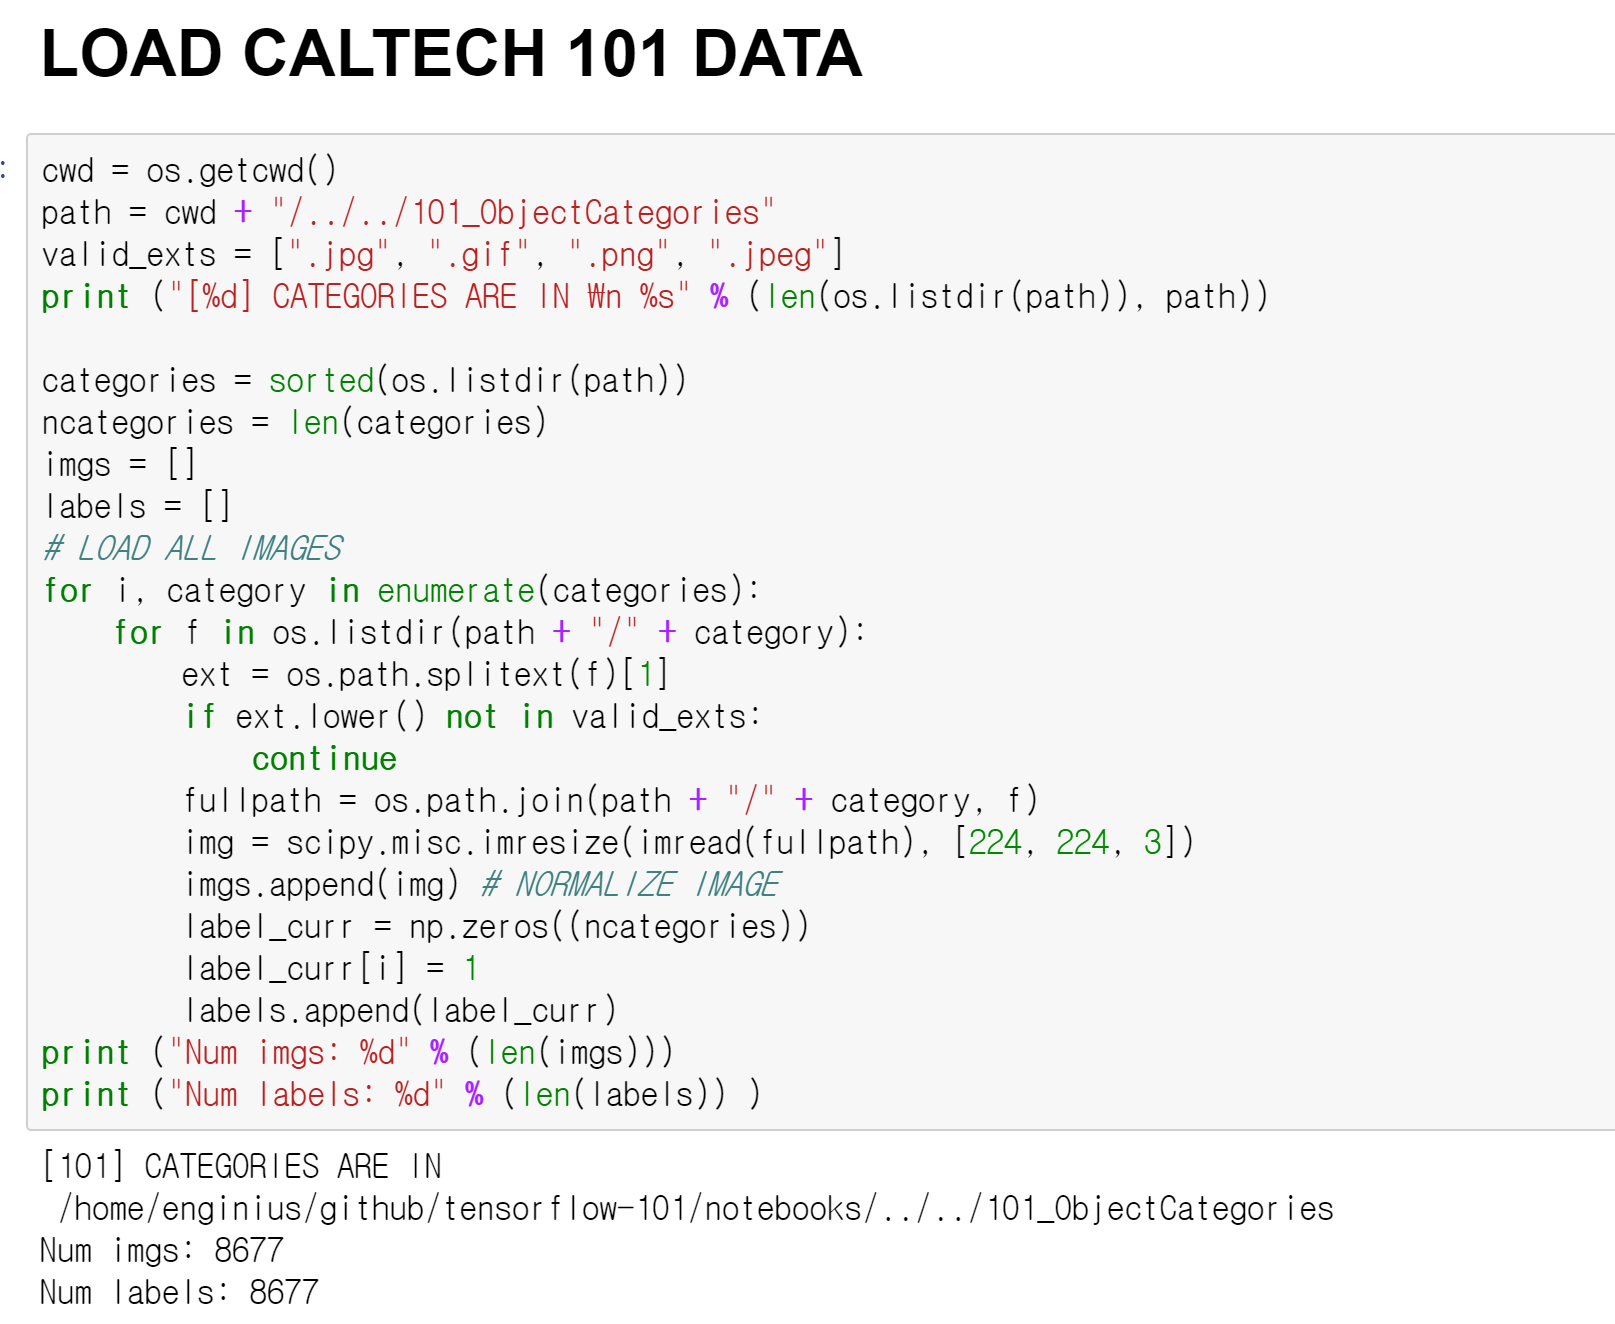 LOAD CALTECH 101 DATA
:
cwd = os.getcwd()
path = cwd + "/../../101_ObjectCategories"
valid_exts = [".jpg", ".gif", ".png", ".jpeg"]
print ("[%d] CATEGORIES ARE IN ₩n %s" % (len(os.listdir(path)), path))

categories = sorted(os.listdir(path))
ncategories = len(categories)
imgs = []
labels = []
# LOAD ALL IMAGES
for i, category in enumerate(categories):
    for f in os.listdir(path + "/" + category):
        ext = os.path.splitext(f)[1]
        if ext.lower() not in valid_exts:
            continue
        fullpath = os.path.join(path + "/" + category, f)
        img = scipy.misc.imresize(imread(fullpath), [224, 224, 3])
        imgs.append(img) # NORMALIZE IMAGE
        label_curr = np.zeros((ncategories))
        label_curr[i] = 1
        labels.append(label_curr)
print ("Num imgs: %d" % (len(imgs)))
print ("Num labels: %d" % (len(labels)) )
[101] CATEGORIES ARE IN
 /home/enginius/github/tensorflow-101/notebooks/../../101_ObjectCategories
Num imgs: 8677
Num labels: 8677